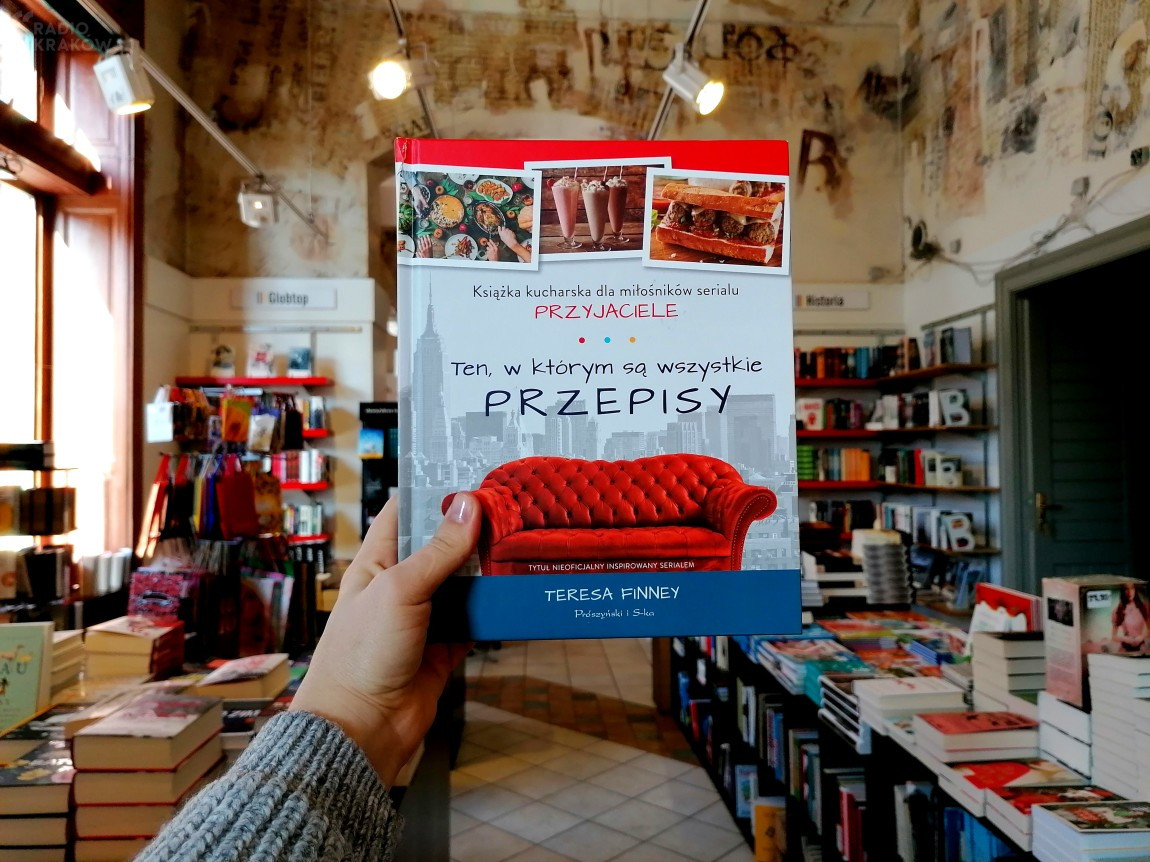 RADIO
KRAKÓW
Globtop
Historia
Książka kucharska dla miłośników serialu
PRZYJACIELE
Ten, w którym są wszystkie
PRZEPISY
TYTUŁ NIEOFICJALNY INSPIROWANY SERIALEM
TERESA FINNEY
Prószyński i S-ka
R
B